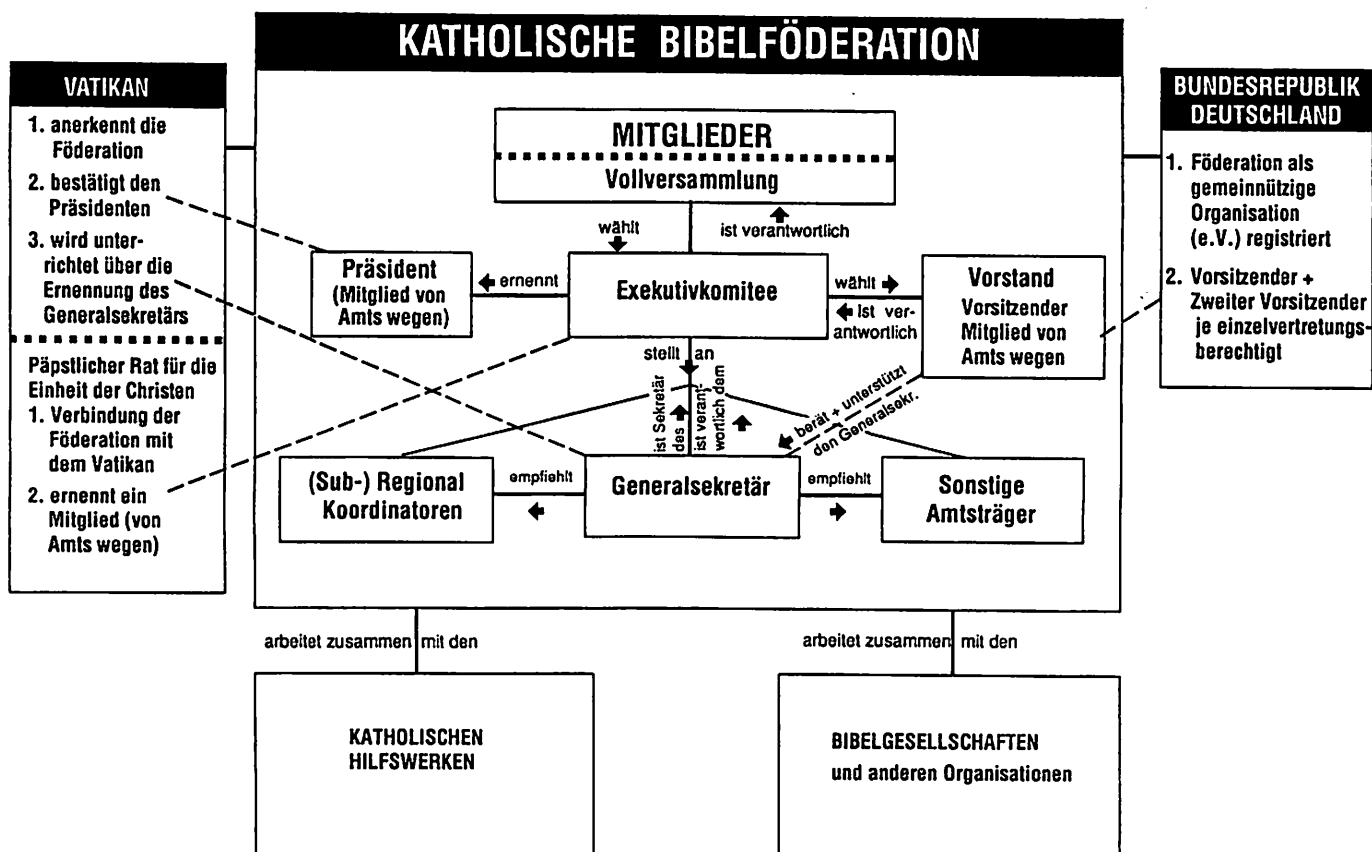 KATHOLISCHE BIBELFÖDERATION
VATIKAN
1. anerkennt die
Föderation
2. bestätigt den
Präsidenten
3. wird unter-
richtet über die
Ernennung des
Generalsekretärs
Päpstlicher Rat für die
Einheit der Christen
1. Verbindung der
Föderation mit
dem Vatikan
2. ernennt ein
Mitglied (von
Amts wegen)
MITGLIEDER
Vollversammlung
wählt
ist verantwortlich
Präsident
(Mitglied von
Amts wegen)
ernennt
Exekutivkomitee
wählt
ist ver-
antwortlich
Vorstand
Vorsitzender
Mitglied von
Amts wegen
stellt an
ist Sekretär
des
ist verant-
wortlich dem
berät + unterstützt
den Generalsekr.
(Sub-) Regional
Koordinatoren
empfiehlt
Generalsekretär
empfiehlt
Sonstige
Amtsträger
BUNDESREPUBLIK
DEUTSCHLAND
1. Föderation als
gemeinnützige
Organisation
(e.V.) registriert
2. Vorsitzender +
Zweiter Vorsitzender
je einzelvertretungs-
berechtigt
arbeitet zusammen mit den
arbeitet zusammen mit den
KATHOLISCHEN
HILFSWERKEN
BIBELGESELLSCHAFTEN
und anderen Organisationen